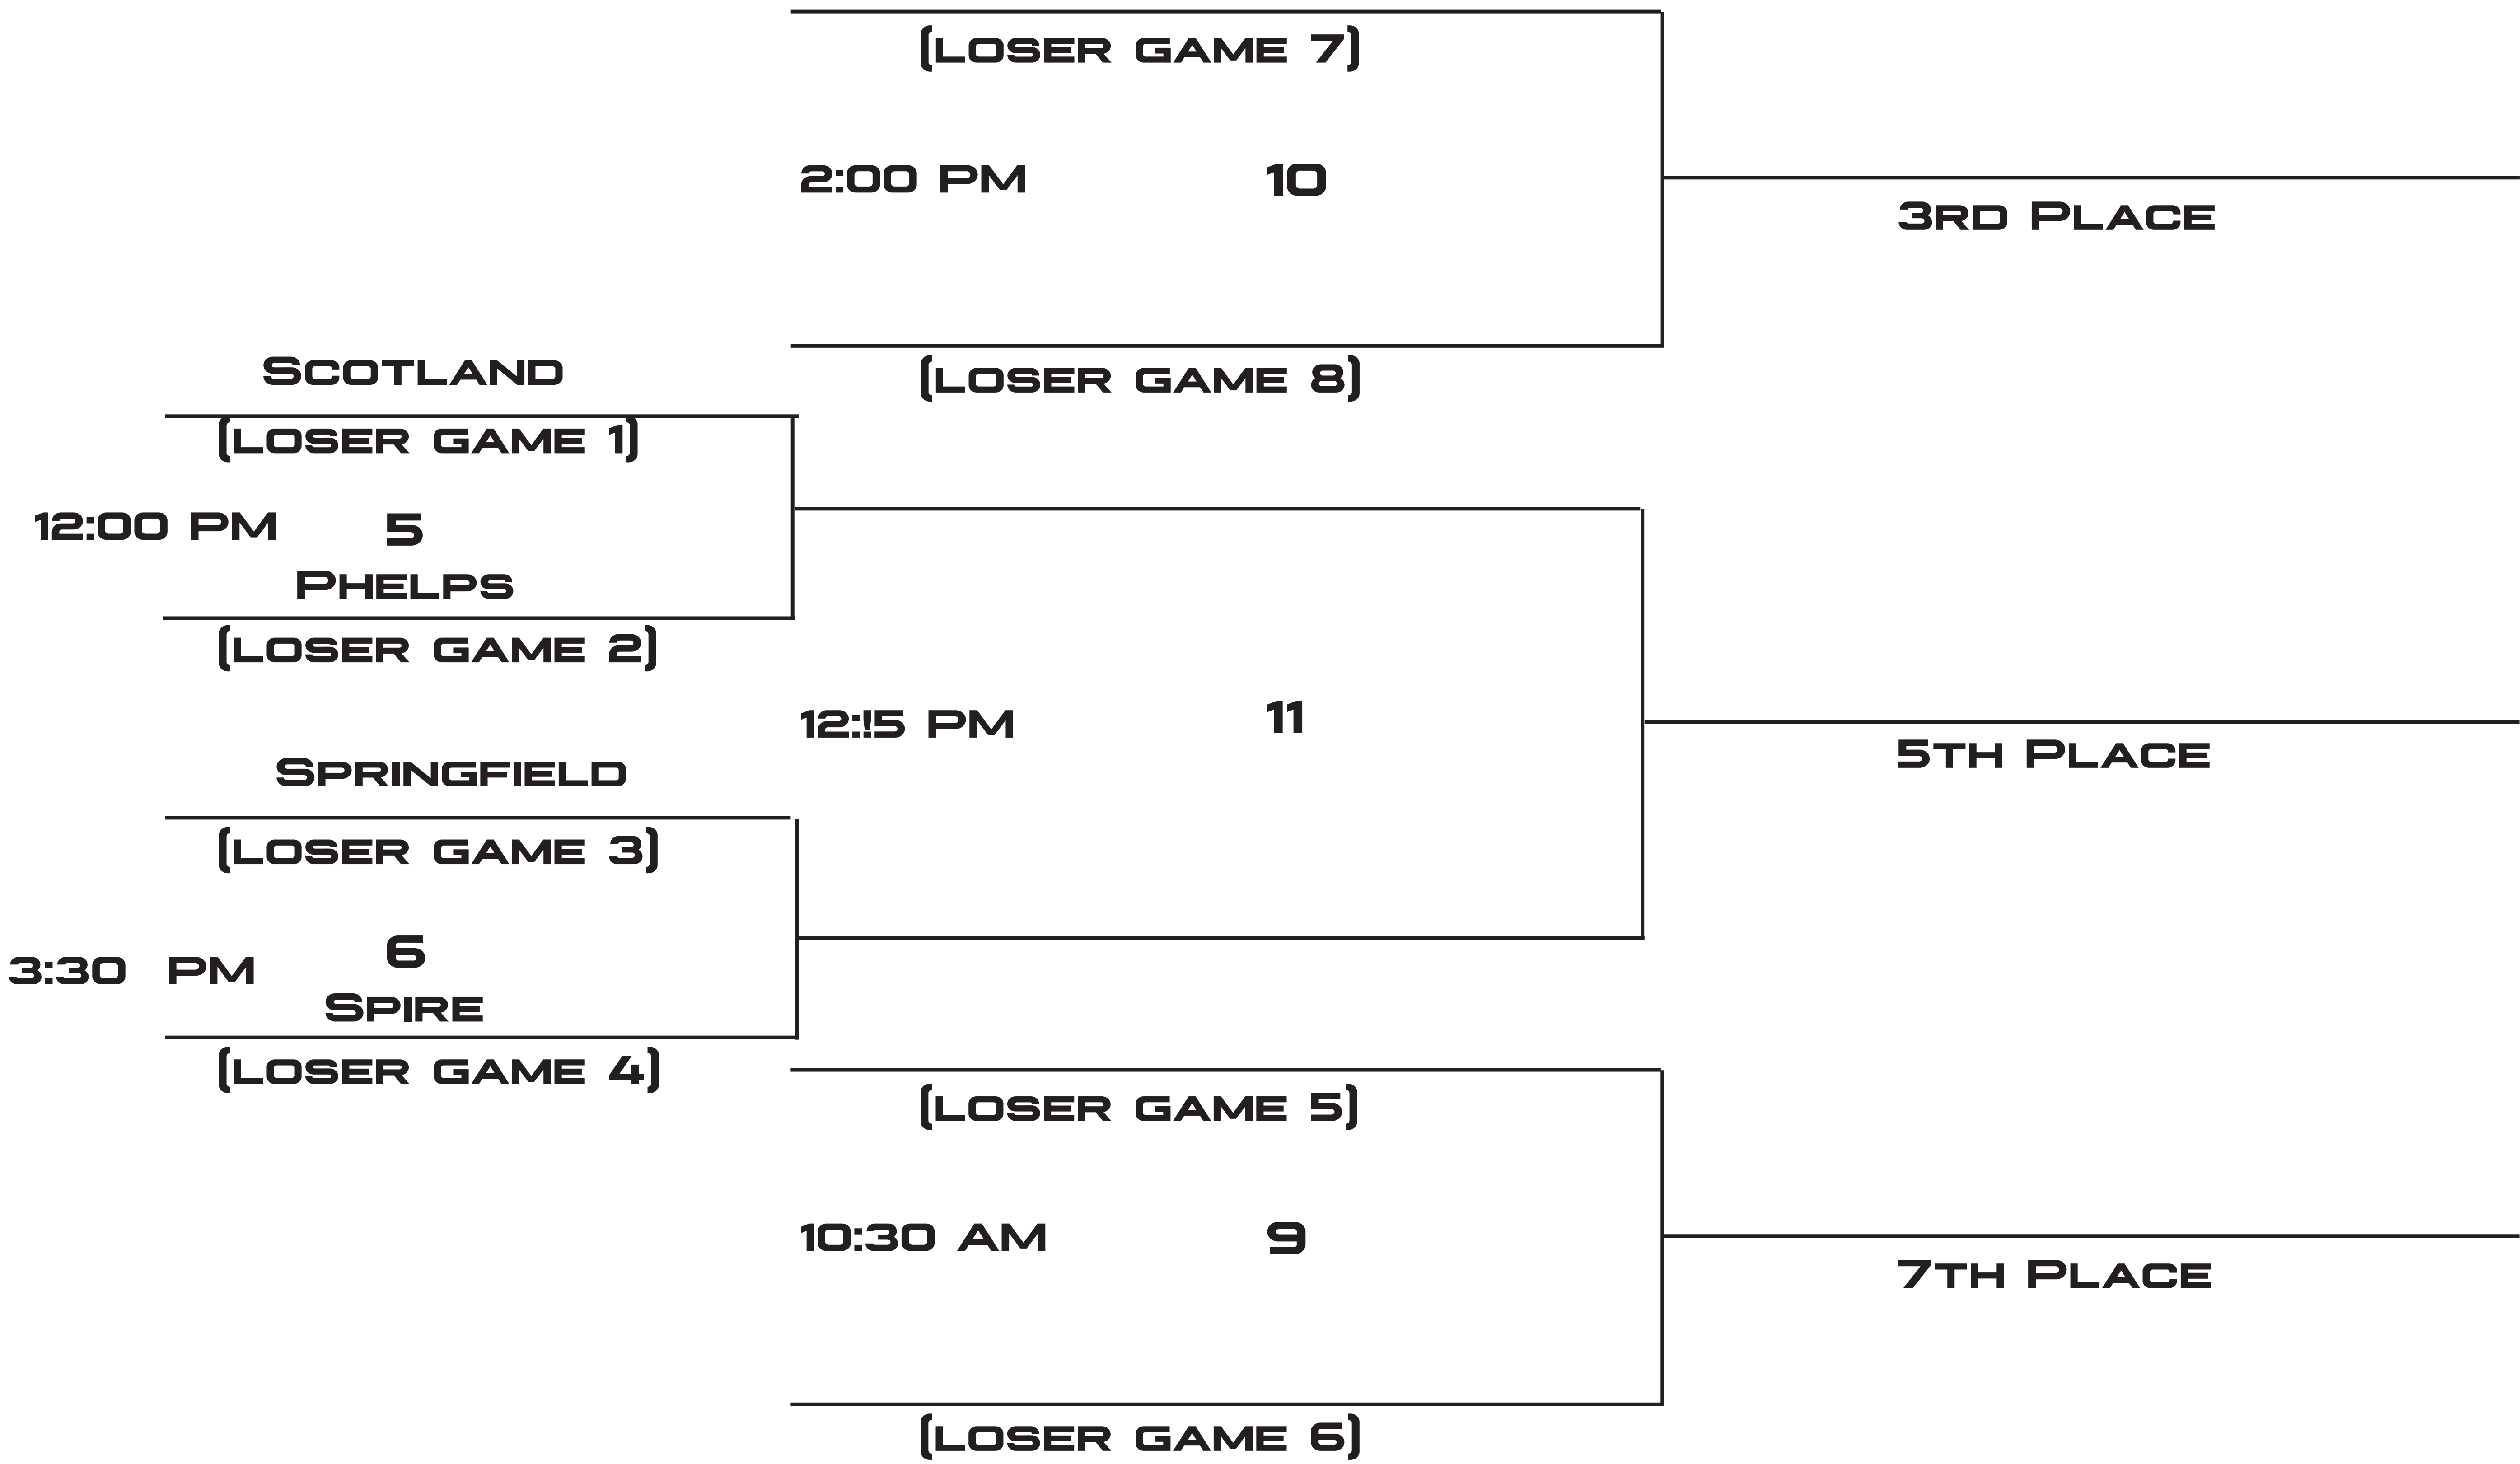 (Loser game 7)
2:00 PM 10
3rd Place
Scotland
(Loser game 8)
(Loser game 1)
12:00 PM 5
Phelps
(Loser game 2)
12:!5 PM 11
5th Place
Springfield
(Loser game 3)
6
3:30 PM
Spire
(Loser game 4)
(Loser game 5)
10:30 AM 9
7th Place
(Loser game 6)